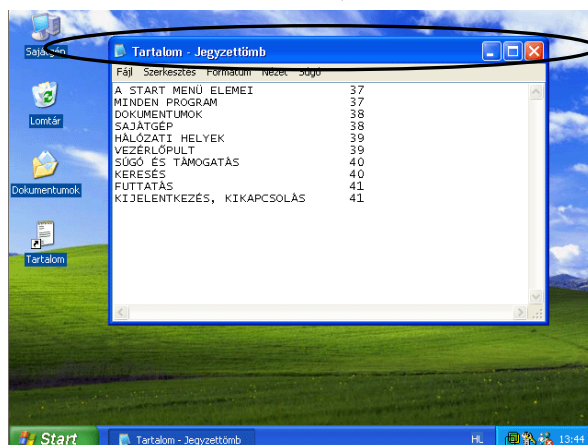 Sajátgép
Lomtár
Dokumentumok
Tartalom
Tartalom - Jegyzettömb
Fájl Szerkesztés Formátum Nézet Súgó
A START MENÜ ELEMEI 37
MINDEN PROGRAM 37
DOKUMENTUMOK 38
SAJÁTGÉP 38
HÁLÓZATI HELYEK 39
VEZÉRLŐPULT 39
SÚGÓ ÉS TÁMOGATÁS 40
KERESÉS 40
FUTTATÁS 41
KIJELENTKEZÉS, KIKAPCSOLÁS 41
Start
Tartalom - Jegyzettömb
HL
13:44